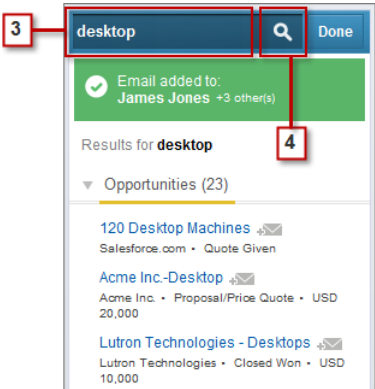 3
desktop
Done
Email added to:
James Jones +3 other(s)
4
Results for desktop
Opportunities (23)
120 Desktop Machines
Salesforce.com • Quote Given
Acme Inc.-Desktop
Acme Inc. • Proposal/Price Quote • USD
20,000
Lutron Technologies - Desktops
Lutron Technologies • Closed Won • USD
10,000